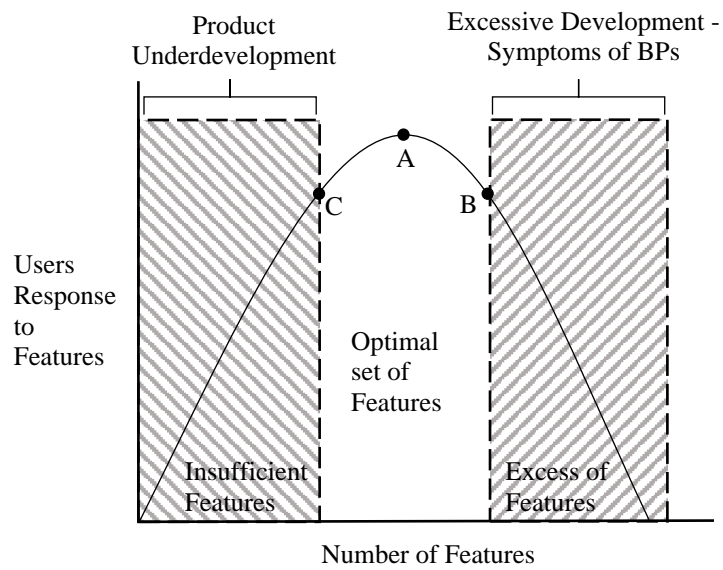 Product
Underdevelopment
Excessive Development -
Symptoms of BPs
A
C
B
Users
Response
to
Features
Optimal
set of
Features
Insufficient
Features
Excess of
Features
Number of Features